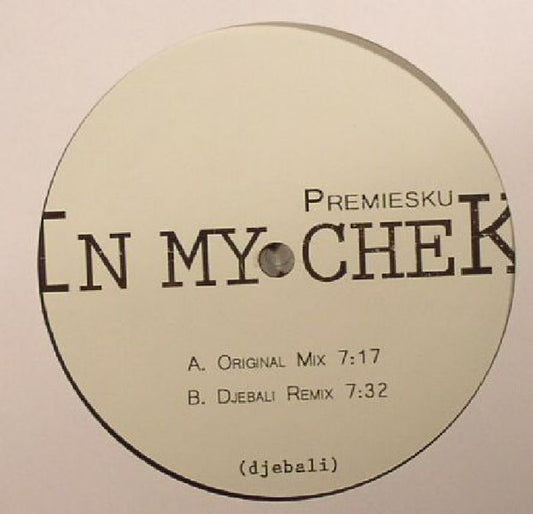 PREMIESKU
IN MY CHEK
A. ORIGINAL MIX 7:17
B. DJEBALI REMIX 7:32
(djebali)